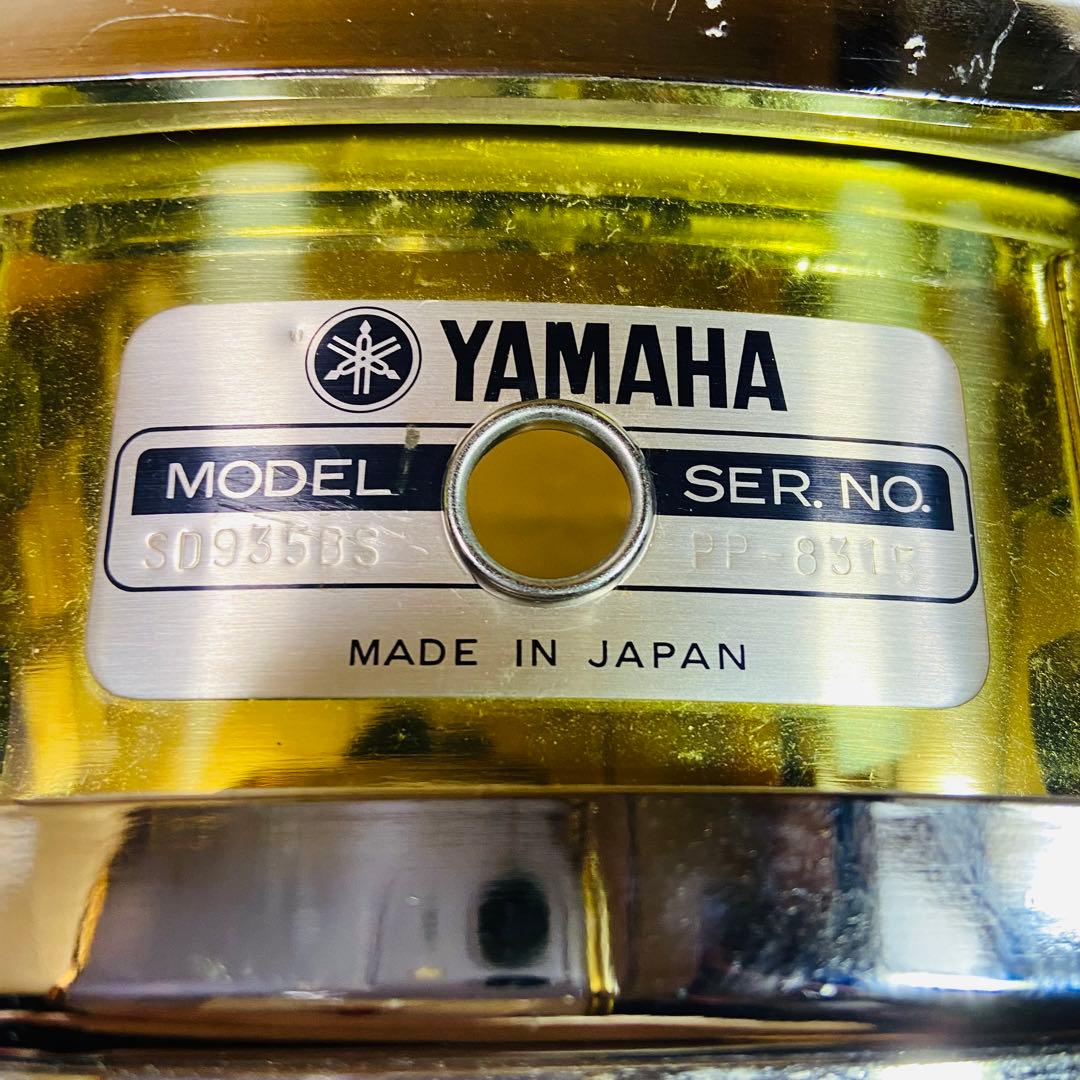 YAMAHA
MODEL SER. NO.
SD935BS PP-8315
MADE IN JAPAN